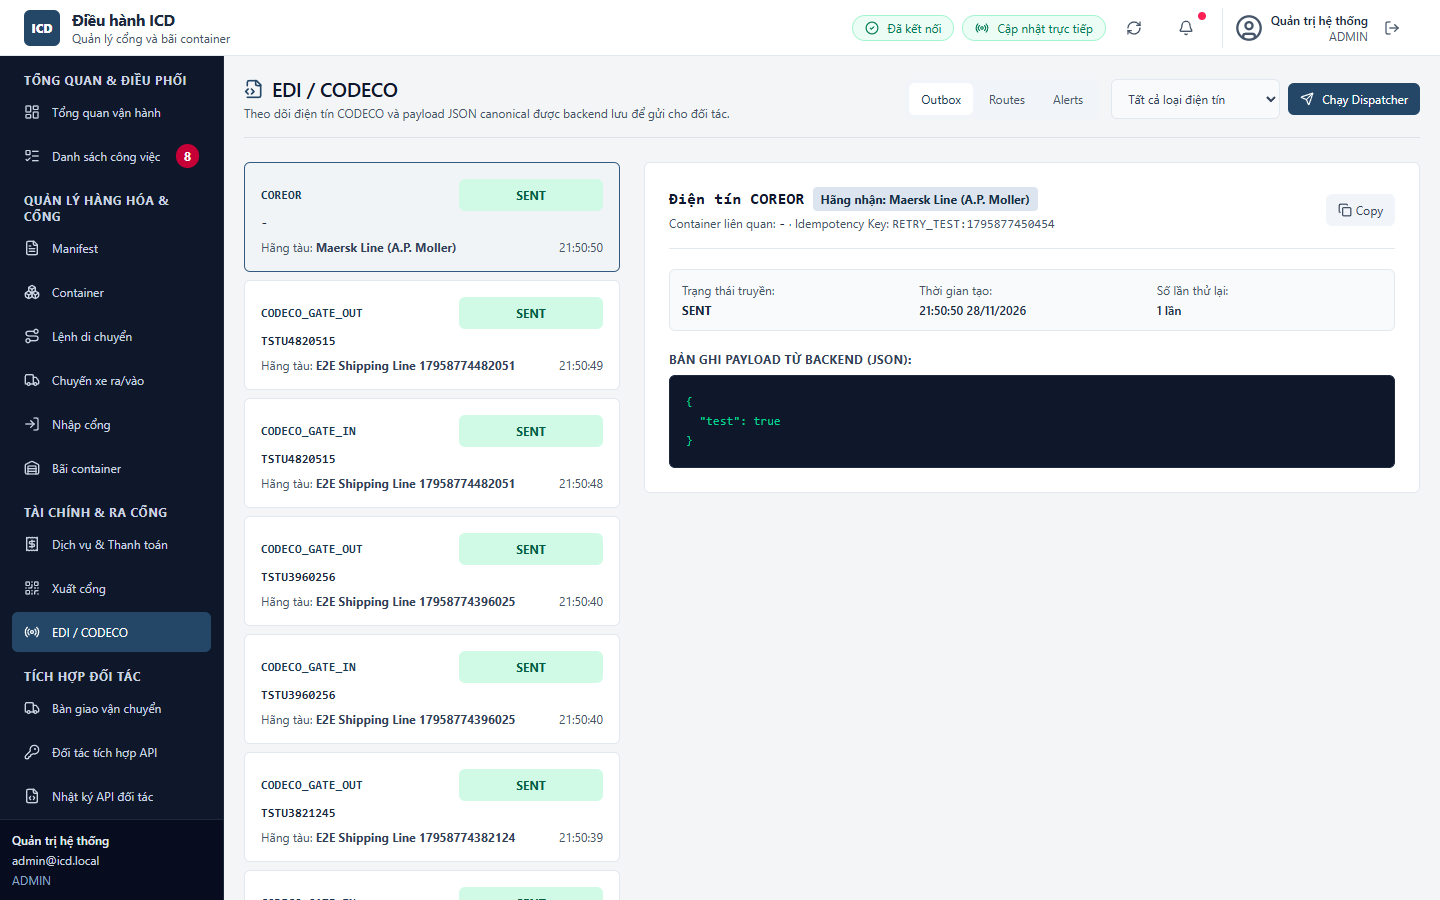 ICD
Điều hành ICD
Quản lý cổng và bãi container
Đã kết nối
Cập nhật trực tiếp
Quản trị hệ thống
ADMIN
TỔNG QUAN & ĐIỀU PHỐI
Tổng quan vận hành
Danh sách công việc
8
QUẢN LÝ HÀNG HÓA &
CỔNG
Manifest
Container
Lệnh di chuyển
Chuyến xe ra/vào
Nhập cổng
Bãi container
TÀI CHÍNH & RA CỔNG
Dịch vụ & Thanh toán
Xuất cổng
EDI / CODECO
TÍCH HỢP ĐỐI TÁC
Bàn giao vận chuyển
Đối tác tích hợp API
Nhật ký API đối tác
Quản trị hệ thống
admin@icd.local
ADMIN
EDI / CODECO
Theo dõi điện tín CODECO và payload JSON canonical được backend lưu để gửi cho đối tác.
Outbox
Routes
Alerts
Tất cả loại điện tín
Chạy Dispatcher
COREOR
SENT
-
Hãng tàu: Maersk Line (A.P. Moller)
21:50:50
CODECO_GATE_OUT
SENT
TSTU4820515
Hãng tàu: E2E Shipping Line 17958774482051
21:50:49
CODECO_GATE_IN
SENT
TSTU4820515
Hãng tàu: E2E Shipping Line 17958774482051
21:50:48
CODECO_GATE_OUT
SENT
TSTU3960256
Hãng tàu: E2E Shipping Line 17958774396025
21:50:40
CODECO_GATE_IN
SENT
TSTU3960256
Hãng tàu: E2E Shipping Line 17958774396025
21:50:40
CODECO_GATE_OUT
SENT
TSTU3821245
Hãng tàu: E2E Shipping Line 17958774382124
21:50:39
Điện tín COREOR
Hãng nhận: Maersk Line (A.P. Moller)
Container liên quan: - · Idempotency Key: RETRY_TEST:1795877450454
Copy
Trạng thái truyền:
SENT
Thời gian tạo:
21:50:50 28/11/2026
Số lần thử lại:
1 lần
BẢN GHI PAYLOAD TỪ BACKEND (JSON):
{
"test": true
}